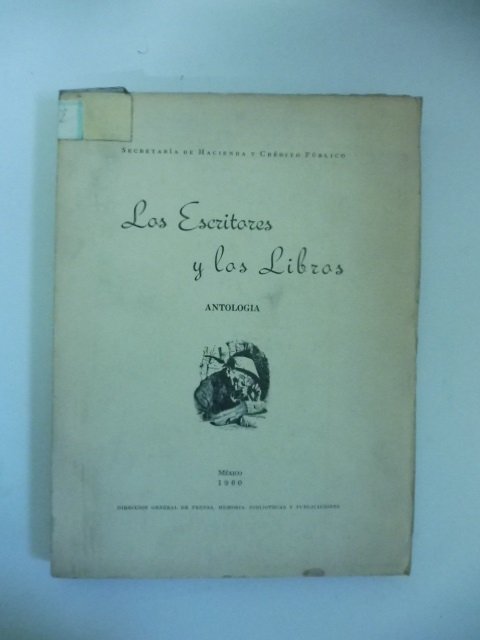 SECRETARÍA DE HACIENDA Y CRÉDITO PÚBLICO
Los Escritores
y los Libros
ANTOLOGIA
MÉXICO
1960
DIRECCION GENERAL DE PRENSA, MEMORIA, BIBLIOTECAS Y PUBLICACIONES